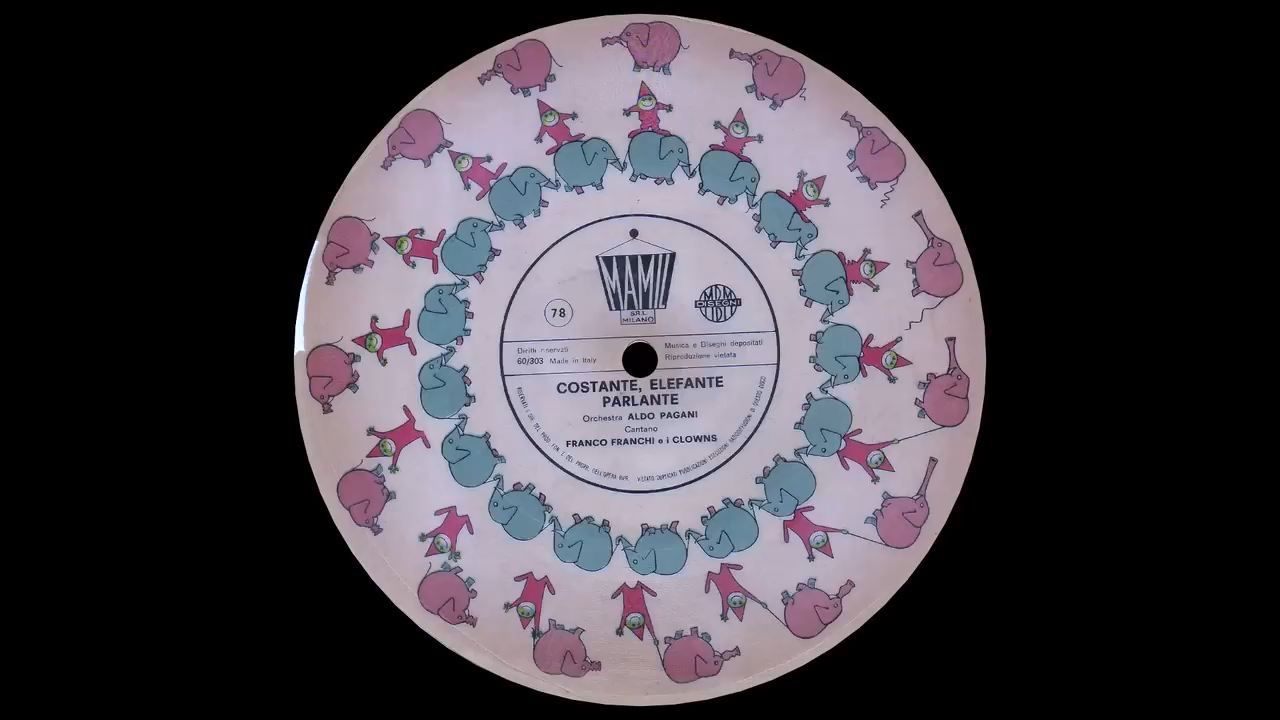 MAMIL
S.R.L.
MILANO
MDM
DISEGNI
78
Diritti riservati
60/303 Made in Italy
Musica e Disegni depositati
Riproduzione vietata
COSTANTE, ELEFANTE
PARLANTE
Orchestra ALDO PAGANI
Cantano
FRANCO FRANCHI e i CLOWNS